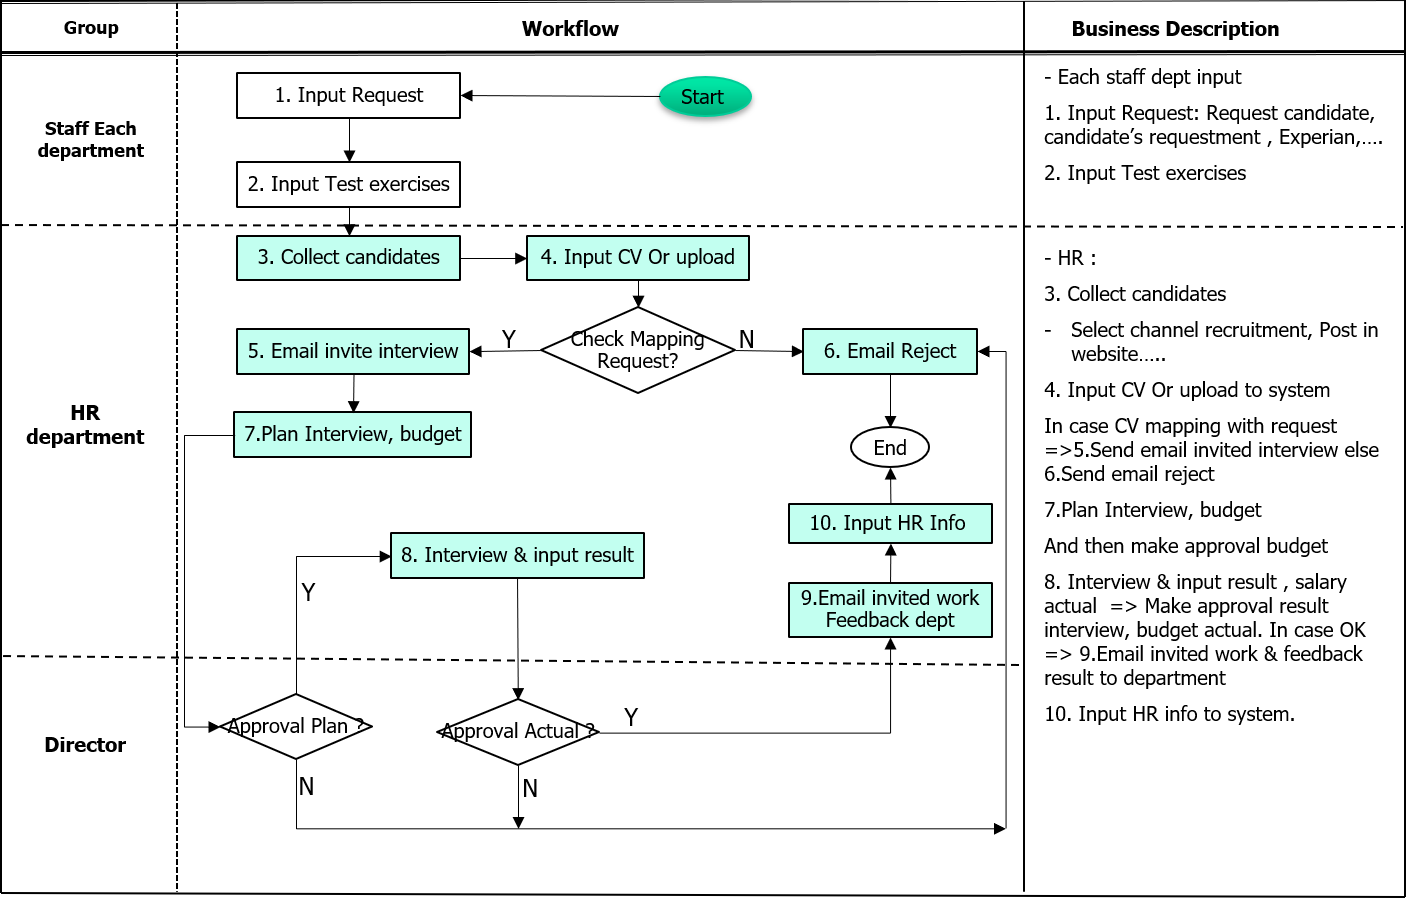 Group
Workflow
Business Description
Staff Each
department
1. Input Request
Start
2. Input Test exercises
- Each staff dept input
1. Input Request: Request candidate,
candidate’s requestment , Experian,….
2. Input Test exercises
HR
department
3. Collect candidates
4. Input CV Or upload
Check Mapping
Request?
Y
N
5. Email invite interview
6. Email Reject
7.Plan Interview, budget
End
10. Input HR Info
8. Interview & input result
9.Email invited work
Feedback dept
Y
- HR :
3. Collect candidates
- Select channel recruitment, Post in
website…..
4. Input CV Or upload to system
In case CV mapping with request
=>5.Send email invited interview else
6.Send email reject
7.Plan Interview, budget
And then make approval budget
8. Interview & input result , salary
actual => Make approval result
interview, budget actual. In case OK
=> 9.Email invited work & feedback
result to department
10. Input HR info to system.
Director
Approval Plan ?
Approval Actual ?
Y
N
N